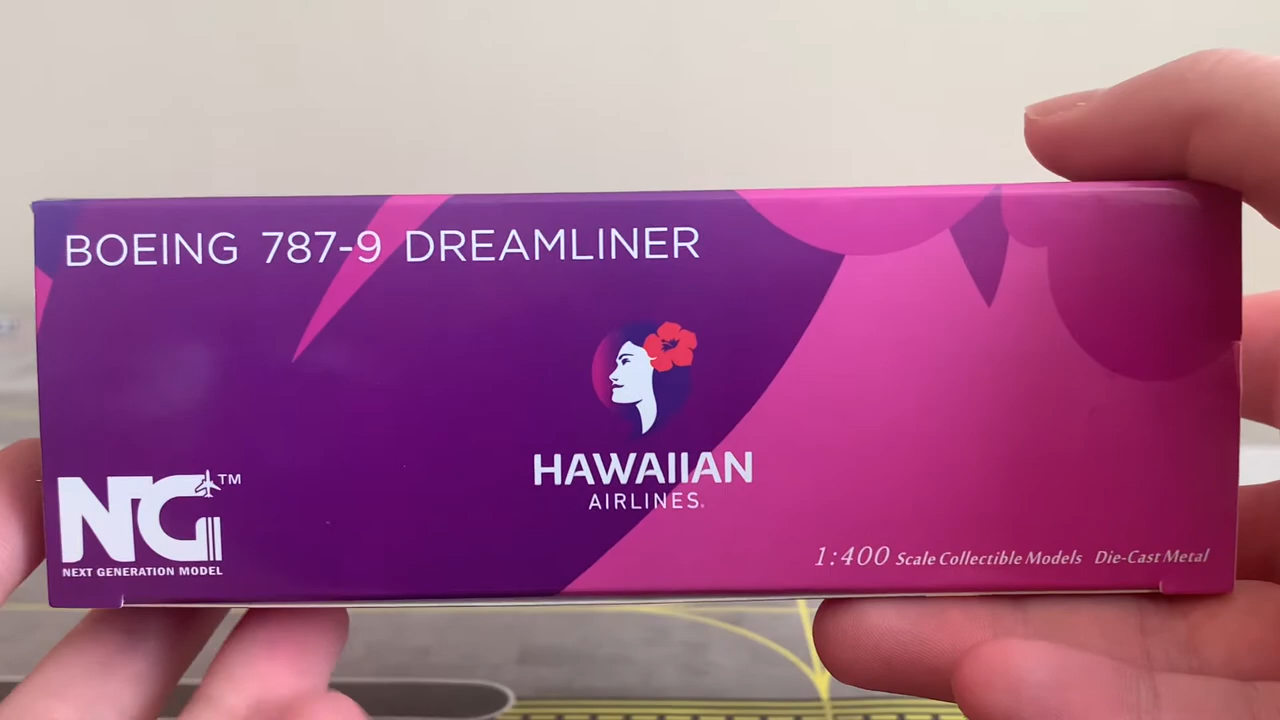 BOEING 787-9 DREAMLINER
HAWAIIAN
AIRLINES®
NG™
NEXT GENERATION MODEL
1:400 Scale Collectible Models Die-Cast Metal